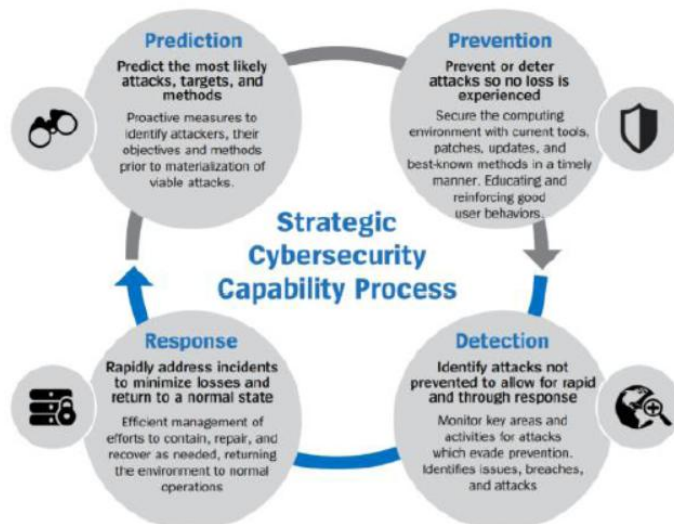 Prediction
Predict the most likely
attacks, targets, and
methods
Proactive measures to
identify attackers, their
objectives and methods
prior to materialization of
viable attacks.
Prevention
Prevent or deter
attacks so no loss is
experienced
Secure the computing
environment with current tools,
patches, updates, and
best-known methods in a timely
manner. Educating and
reinforcing good
user behaviors.
Strategic
Cybersecurity
Capability Process
Response
Rapidly address incidents
to minimize losses and
return to a normal state
Efficient management of
efforts to contain, repair, and
recover as needed, returning
the environment to normal
operations
Detection
Identify attacks not
prevented to allow for rapid
and through response
Monitor key areas and
activities for attacks
which evade prevention.
Identifies issues, breaches,
and attacks